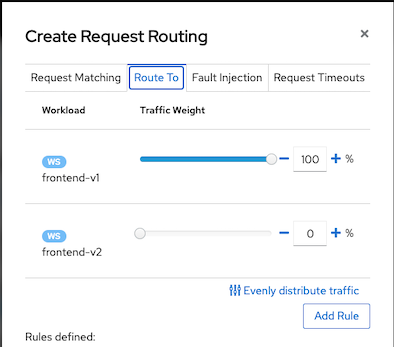 Create Request Routing ×
Request Matching Route To Fault Injection Request Timeouts
Workload Traffic Weight
WS
frontend-v1 − 100 + %
WS
frontend-v2 − 0 + %
Evenly distribute traffic
Add Rule
Rules defined: